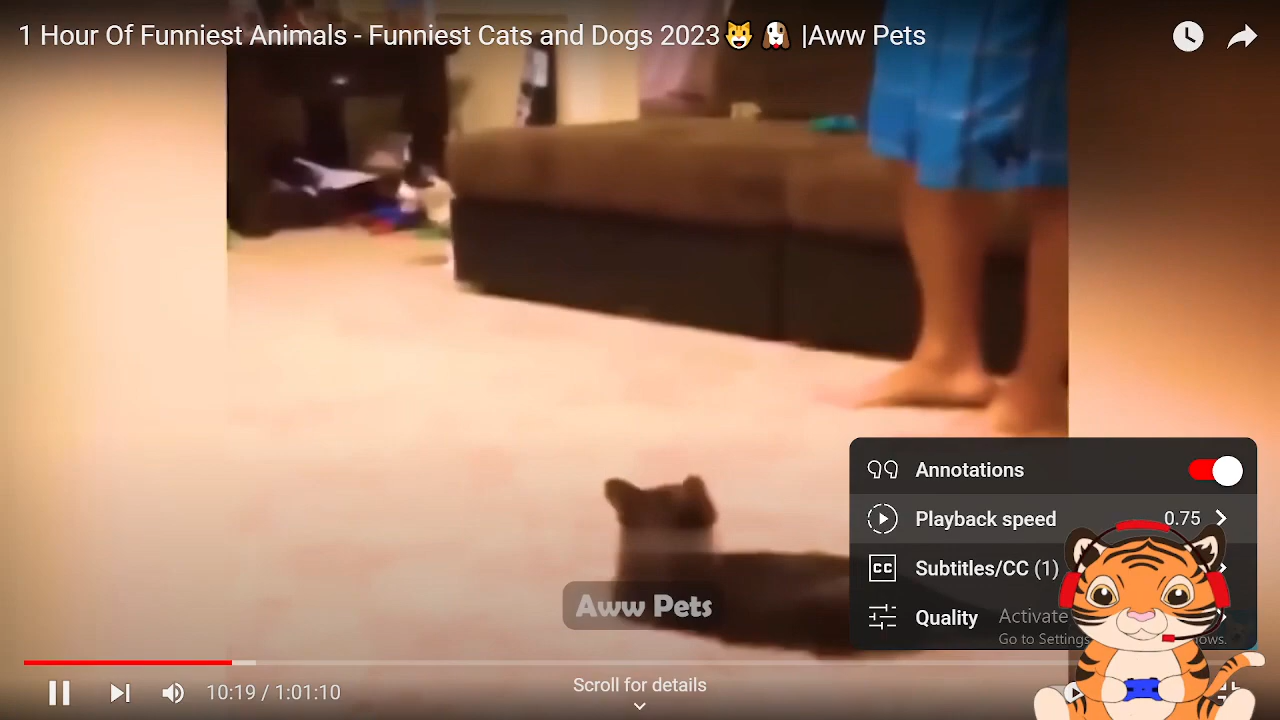 1 Hour Of Funniest Animals - Funniest Cats and Dogs 2023😺🐶 |Aww Pets
Annotations
Playback speed 0.75
CC Subtitles/CC (1)
Quality
Activate
Go to Settings
Aww Pets
10:19 / 1:01:10
Scroll for details